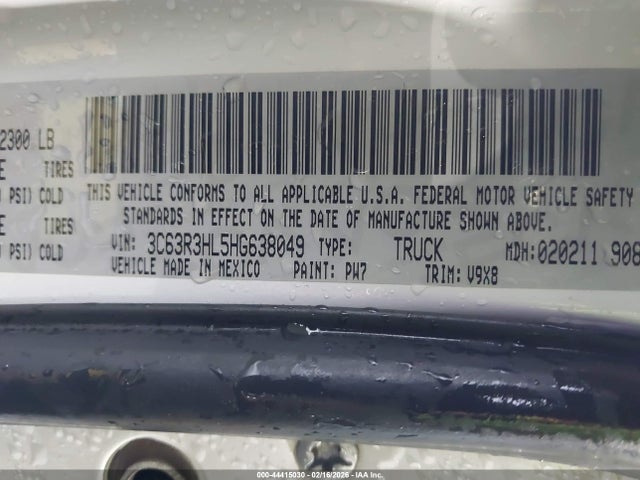 2300 LB
E TIRES
PSI) COLD THIS VEHICLE CONFORMS TO ALL APPLICABLE U.S.A. FEDERAL MOTOR VEHICLE SAFETY
E TIRES STANDARDS IN EFFECT ON THE DATE OF MANUFACTURE SHOWN ABOVE.
PSI) COLD VIN: 3C63R3HL5HG638049 TYPE: TRUCK MDH:020211 908
VEHICLE MADE IN MEXICO PAINT: PW7 TRIM: V9X8
000-44415030 - 02/16/2026 - IAA Inc.